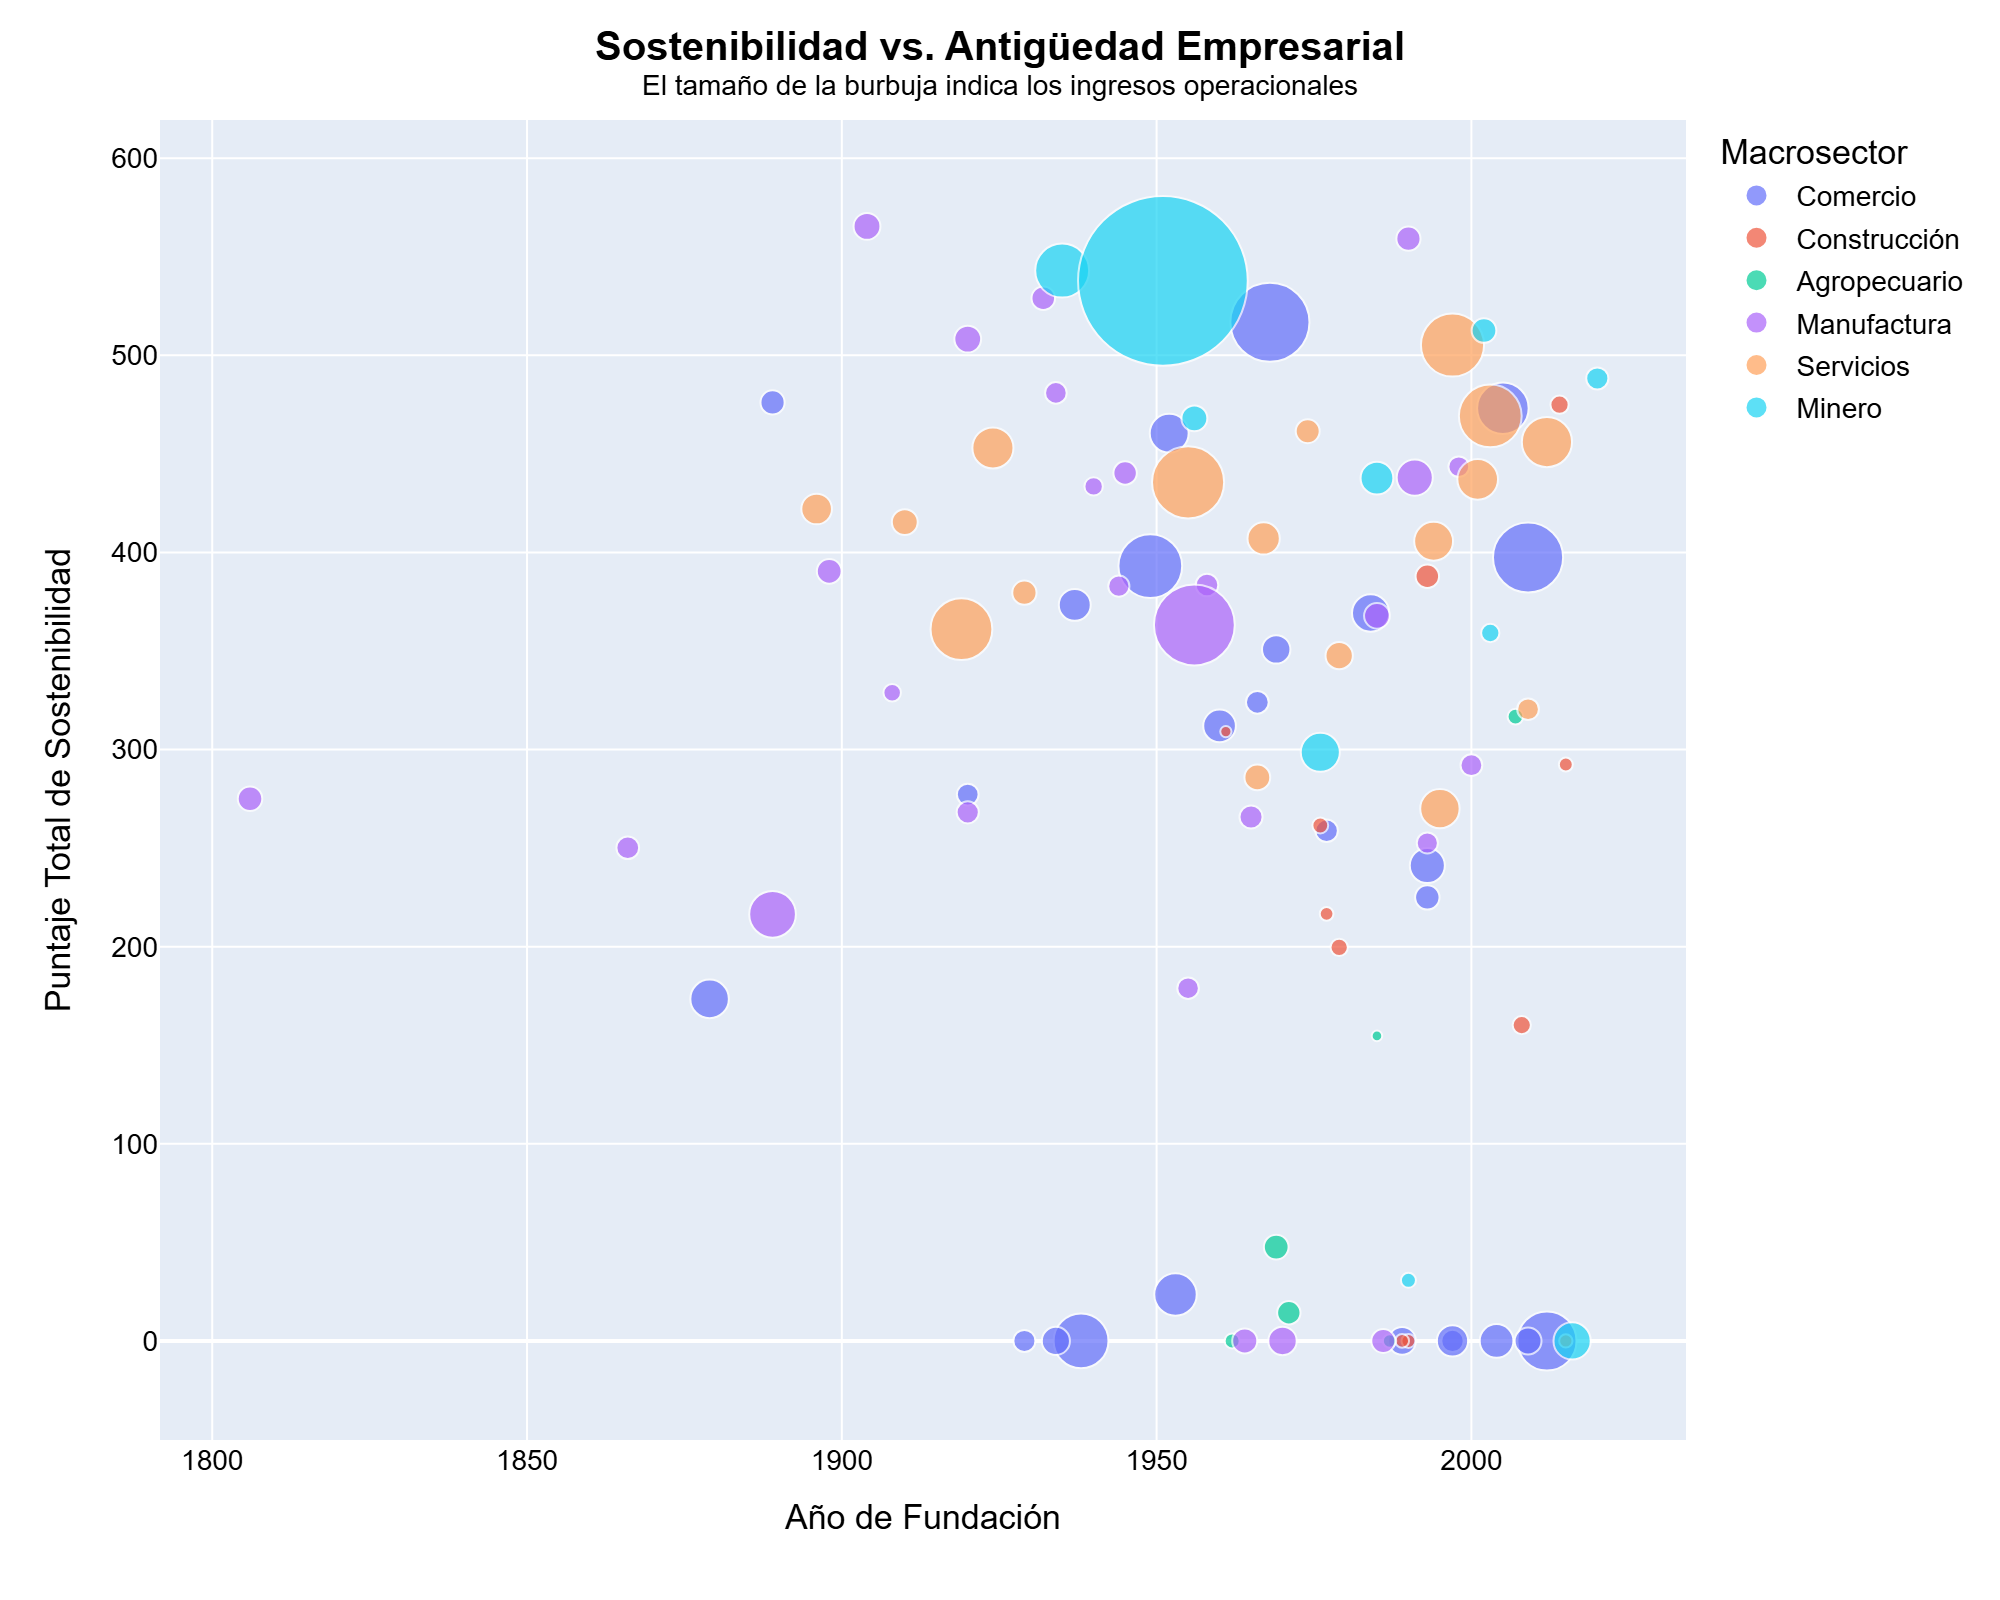 Sostenibilidad vs. Antigüedad Empresarial
El tamaño de la burbuja indica los ingresos operacionales
Macrosector
Comercio
Construcción
Agropecuario
Manufactura
Servicios
Minero
Puntaje Total de Sostenibilidad
600
500
400
300
200
100
0
1800
1850
1900
1950
2000
Año de Fundación